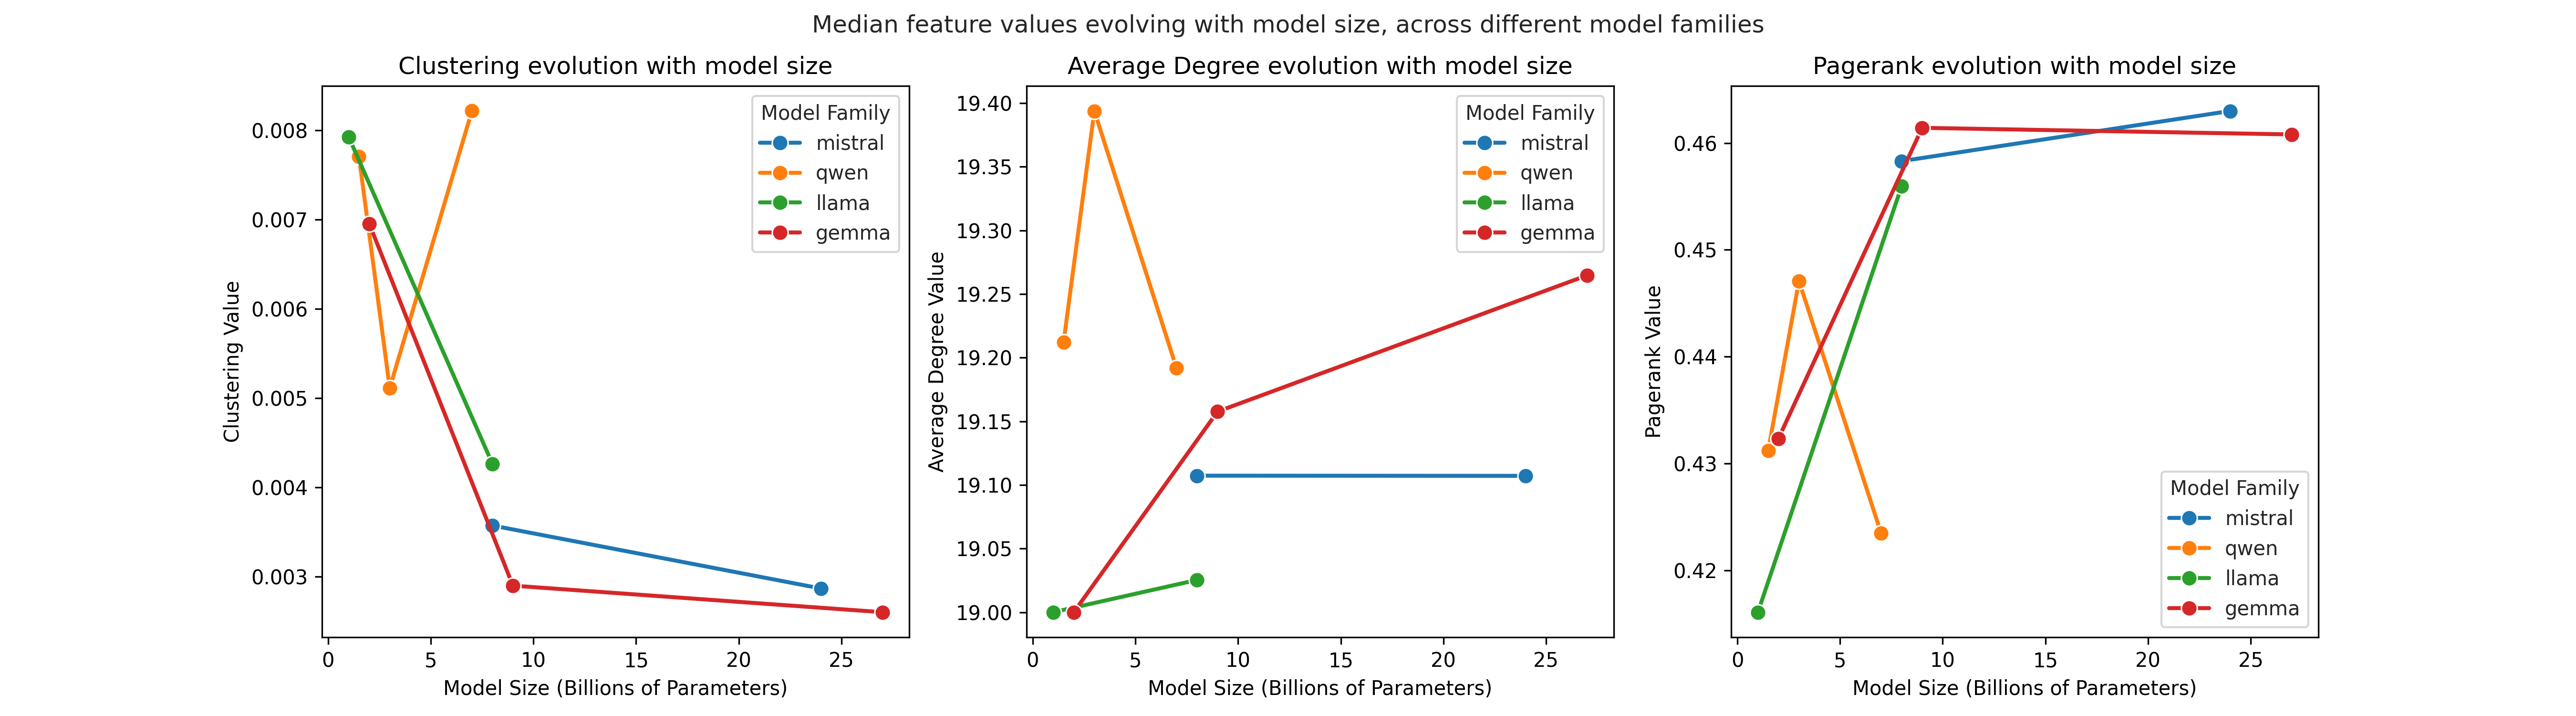 Median feature values evolving with model size, across different model families
Clustering evolution with model size
Clustering Value
0.008
0.007
0.006
0.005
0.004
0.003
0 5 10 15 20 25
Model Size (Billions of Parameters)
Model Family
mistral
qwen
llama
gemma
Average Degree evolution with model size
Average Degree Value
19.40
19.35
19.30
19.25
19.20
19.15
19.10
19.05
19.00
0 5 10 15 20 25
Model Size (Billions of Parameters)
Model Family
mistral
qwen
llama
gemma
Pagerank evolution with model size
Pagerank Value
0.46
0.45
0.44
0.43
0.42
0 5 10 15 20 25
Model Size (Billions of Parameters)
Model Family
mistral
qwen
llama
gemma